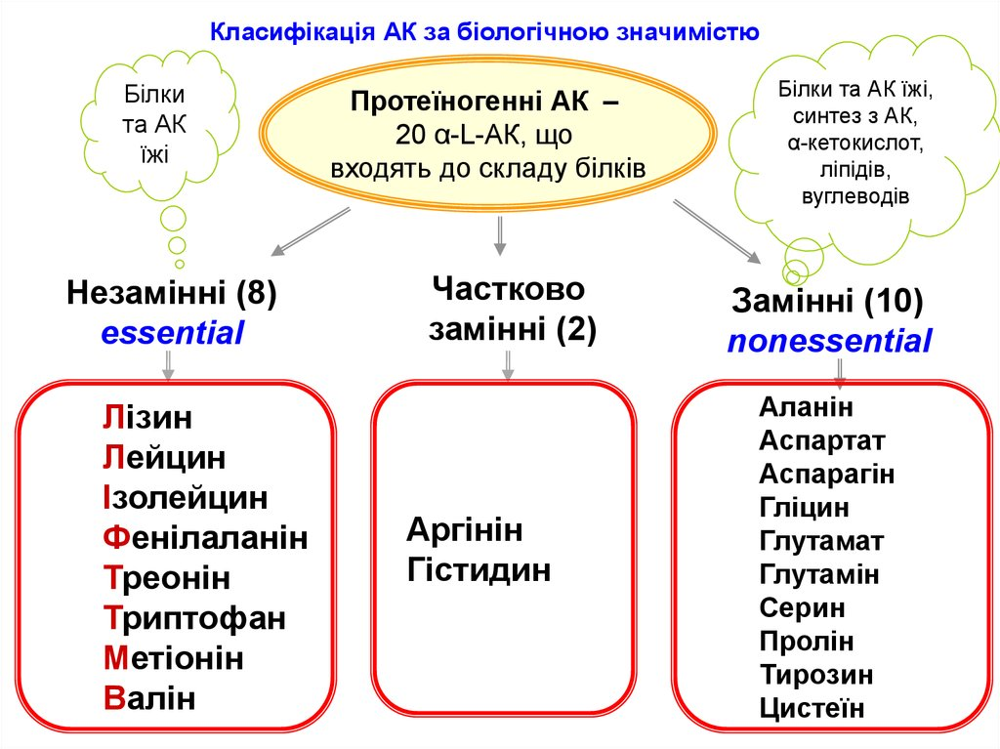 Класифікація АК за біологічною значимістю
Білки
та АК
їжі
Протеїногенні АК –
20 α-L-АК, що
входять до складу білків
Білки та АК їжі,
синтез з АК,
α-кетокислот,
ліпідів,
вуглеводів
Незамінні (8)
essential
Частково
замінні (2)
Замінні (10)
nonessential
Лізин
Лейцин
Ізолейцин
Фенілаланін
Треонін
Триптофан
Метіонін
Валін
Аргінін
Гістидин
Аланін
Аспартат
Аспарагін
Гліцин
Глутамат
Глутамін
Серин
Пролін
Тирозин
Цистеїн